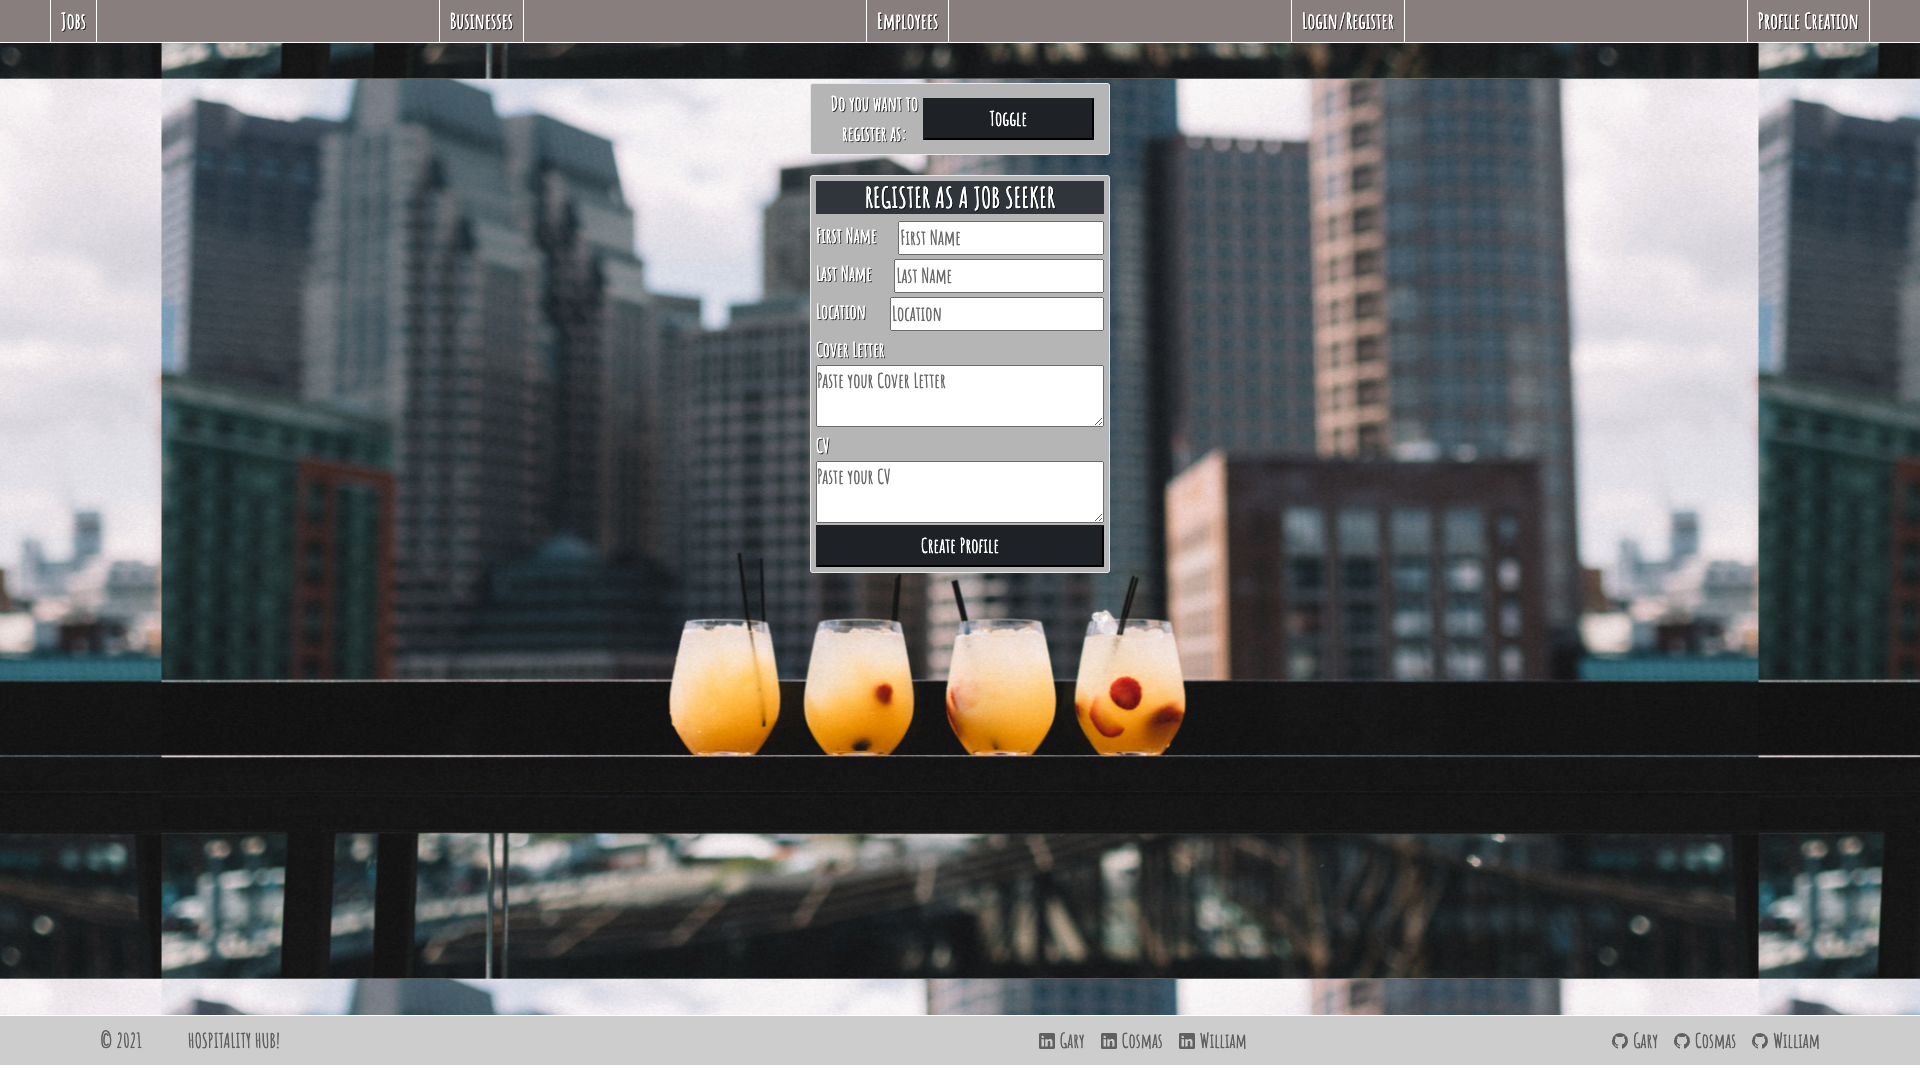 Jobs
Businesses
Employees
Login/Register
Profile Creation
Do you want to
register as:
Toggle
REGISTER AS A JOB SEEKER
First Name
First Name
Last Name
Last Name
Location
Location
Cover Letter
Paste your Cover Letter
CV
Paste your CV
Create Profile
© 2021 HOSPITALITY HUB! Gary Cosmas William Gary Cosmas William